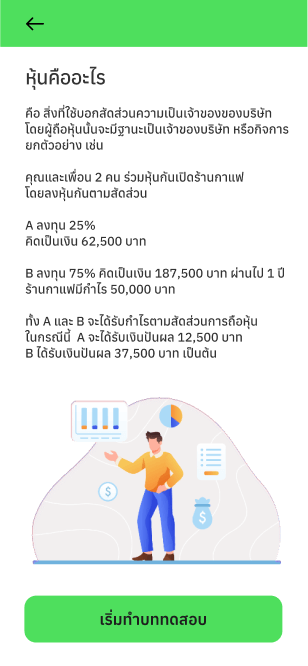 หุ้นคืออะไร
คือ สิ่งที่ใช้บอกสัดส่วนความเป็นเจ้าของของบริษัท
โดยผู้ถือหุ้นนั้นจะมีฐานะเป็นเจ้าของบริษัท หรือกิจการ
ยกตัวอย่าง เช่น
คุณและเพื่อน 2 คน ร่วมหุ้นกันเปิดร้านกาแฟ
โดยลงหุ้นกันตามสัดส่วน
A ลงทุน 25%
คิดเป็นเงิน 62,500 บาท
B ลงทุน 75% คิดเป็นเงิน 187,500 บาท ผ่านไป 1 ปี
ร้านกาแฟมีกำไร 50,000 บาท
ทั้ง A และ B จะได้รับกำไรตามสัดส่วนการถือหุ้น
ในกรณีนี้ A จะได้รับเงินปันผล 12,500 บาท
B ได้รับเงินปันผล 37,500 บาท เป็นต้น
$
$
เริ่มทำบททดสอบ